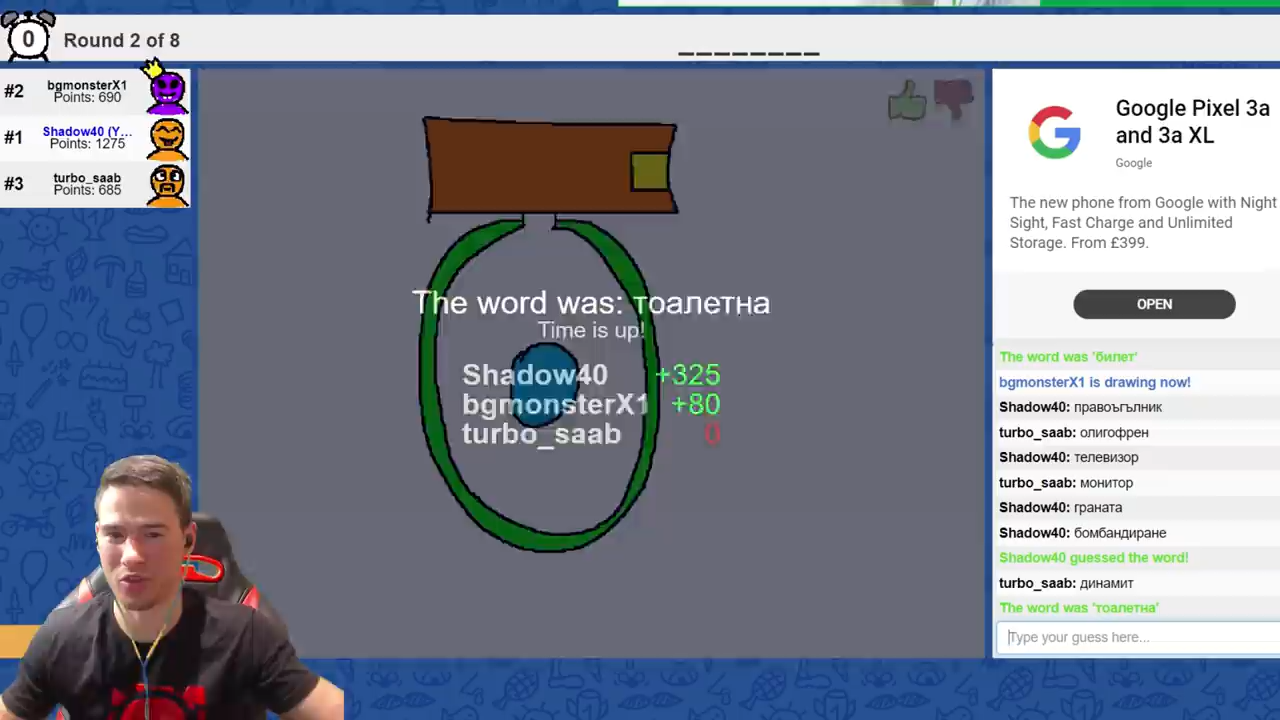 0
Round 2 of 8
________
#2
bgmonsterX1
Points: 690
#1
Shadow40 (Y...
Points: 1275
#3
turbo_saab
Points: 685
The word was: тоалетна
Time is up!
Shadow40 +325
bgmonsterX1 +80
turbo_saab 0
Google Pixel 3a
and 3a XL
Google
The new phone from Google with Night
Sight, Fast Charge and Unlimited
Storage. From £399.
OPEN
The word was 'билет'
bgmonsterX1 is drawing now!
Shadow40: правоъгълник
turbo_saab: олигофрен
Shadow40: телевизор
turbo_saab: монитор
Shadow40: граната
Shadow40: бомбандиране
Shadow40 guessed the word!
turbo_saab: динамит
The word was 'тоалетна'
Type your guess here...